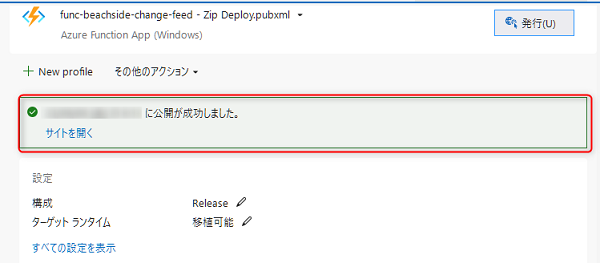 func-beachside-change-feed - Zip Deploy.pubxml
Azure Function App (Windows)
発行(U)
New profile
その他のアクション
に公開が成功しました。
サイトを開く
設定
構成 Release
ターゲット ランタイム 移植可能
すべての設定を表示